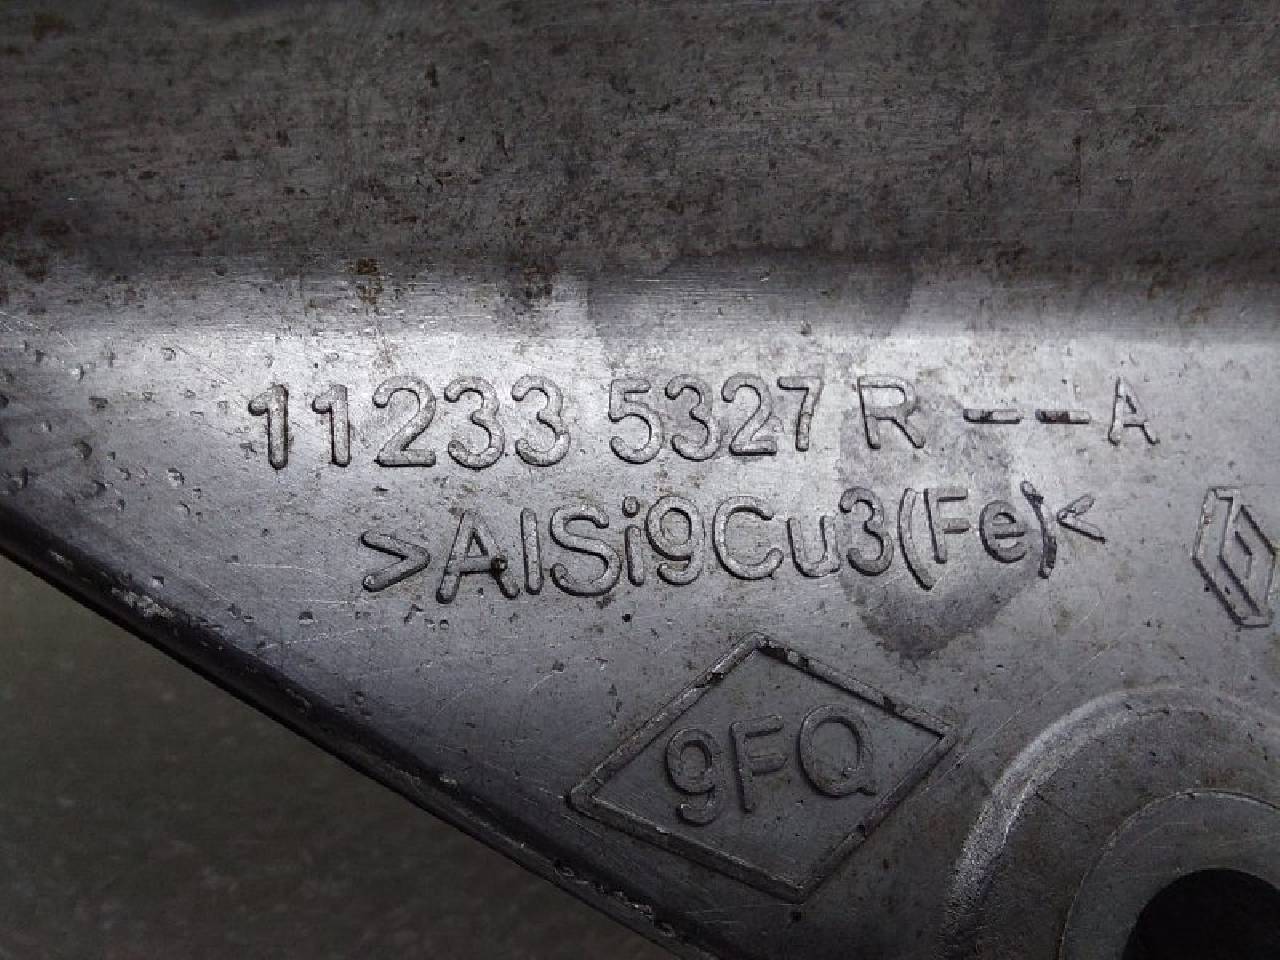 11233 5327 R -- A
>AlSi9Cu3(Fe)<
9FQ